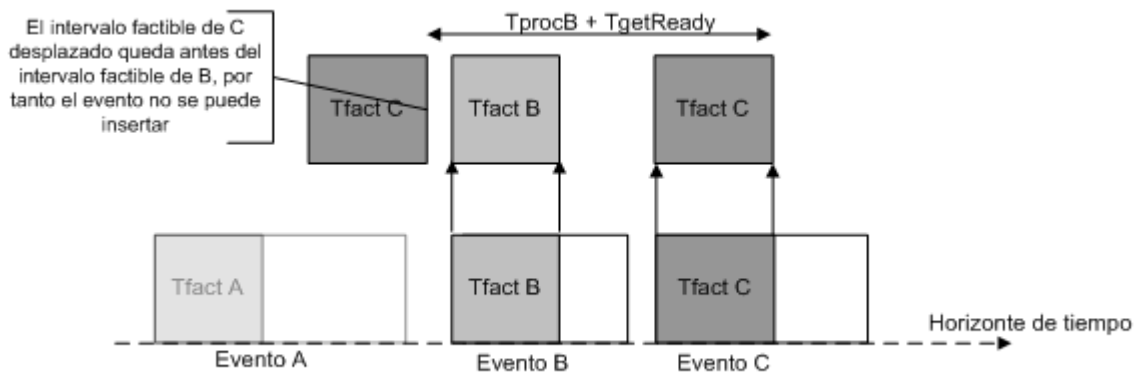 El intervalo factible de C
desplazado queda antes del
intervalo factible de B, por
tanto el evento no se puede
insertar
TprocB + TgetReady
Tfact C
Tfact B
Tfact C
Tfact A
Tfact B
Tfact C
Horizonte de tiempo
Evento A
Evento B
Evento C